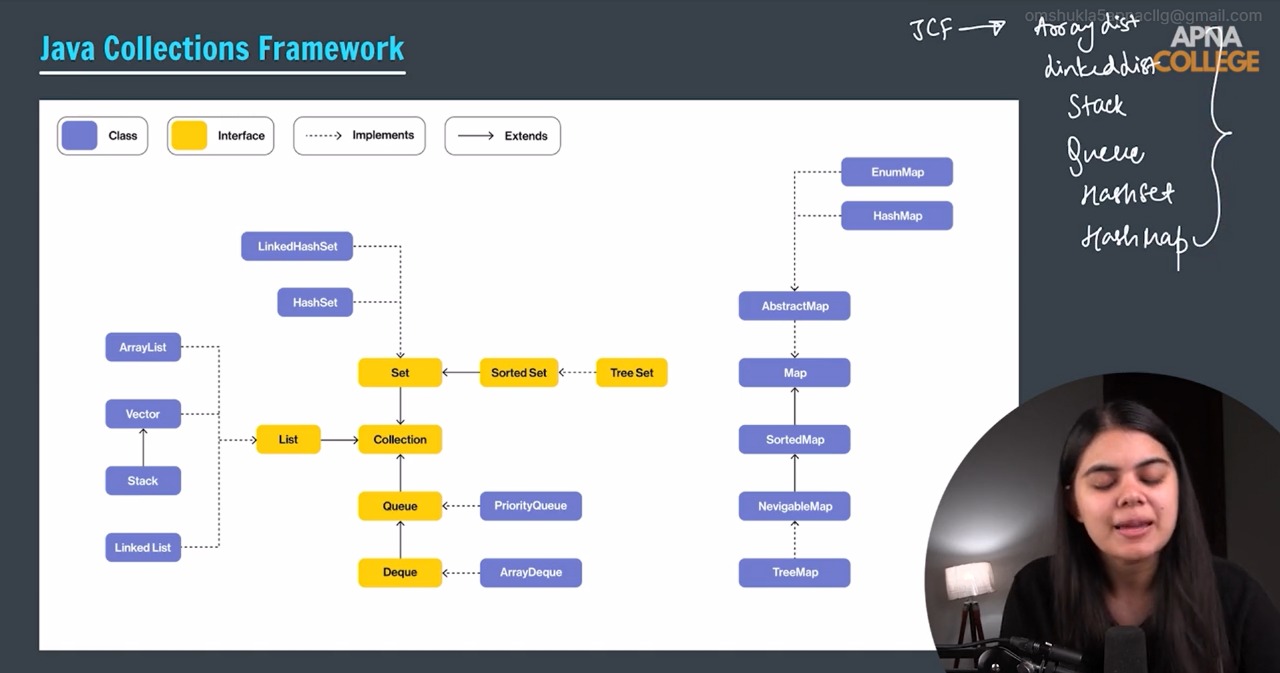 omshukla5apnacllg@gmail.com
Java Collections Framework
JCF → ArrayList
LinkedList
Stack
Queue
HashSet
HashMap
APNA
COLLEGE
Class
Interface
Implements
Extends
EnumMap
HashMap
LinkedHashSet
HashSet
AbstractMap
ArrayList
Set
Sorted Set
Tree Set
Map
Vector
List
Collection
SortedMap
Stack
Queue
PriorityQueue
NevigableMap
Linked List
Deque
ArrayDeque
TreeMap